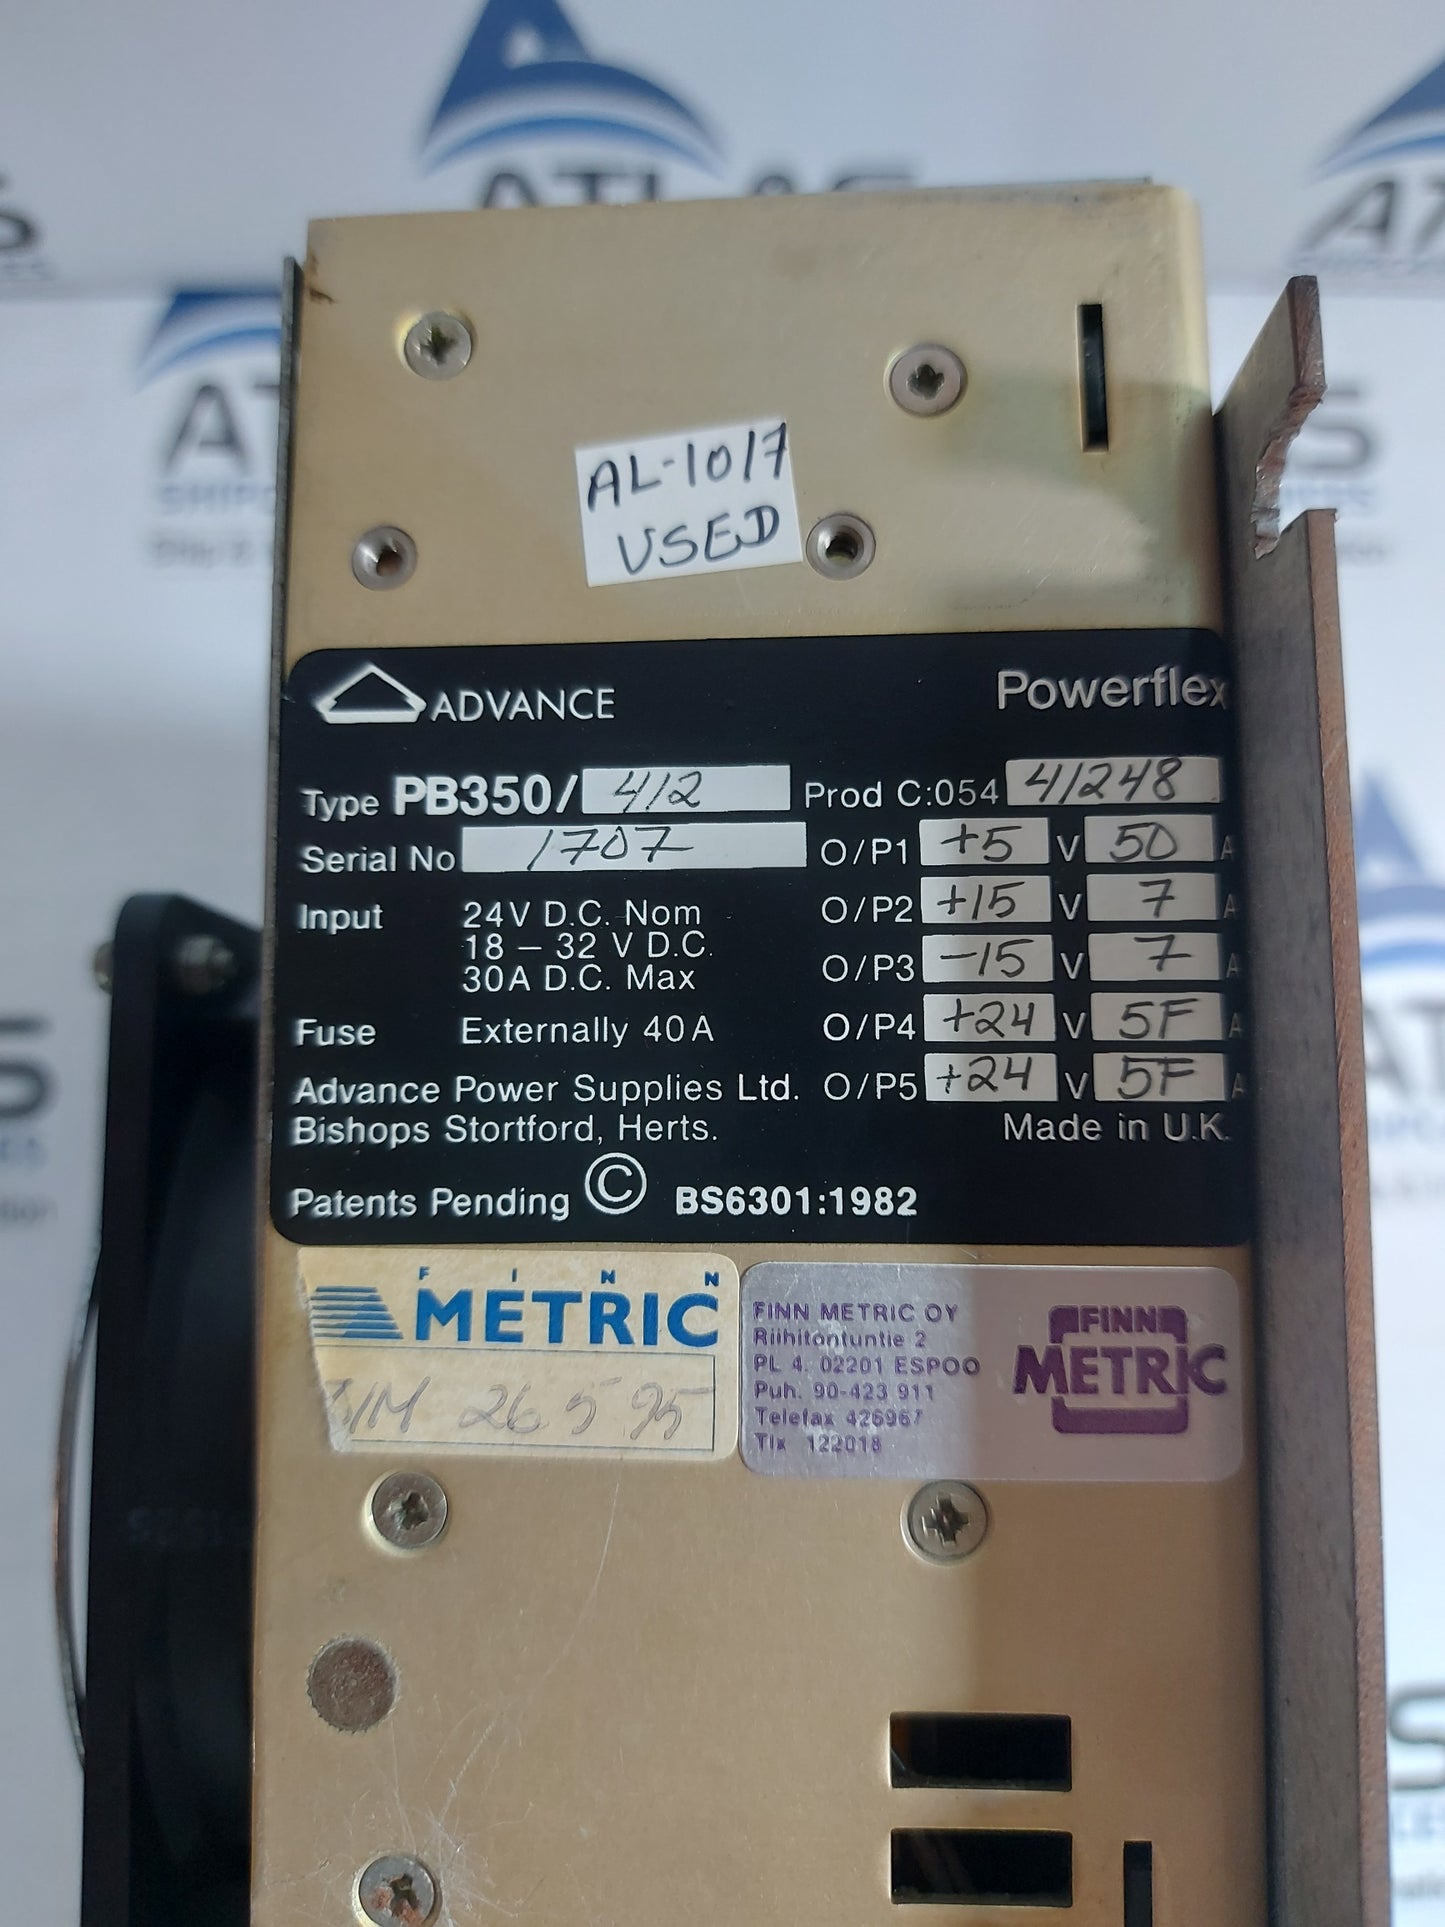 ATLAS
AL-1017
USED
ADVANCE
Powerflex
Type PB350/ 412 Prod C:054 41248
Serial No 1707 O/P1 +5 V 50 A
Input 24V D.C. Nom O/P2 +15 V 7 A
18 – 32 V D.C.
30A D.C. Max O/P3 -15 V 7 A
Fuse Externally 40A O/P4 +24 V 5F A
Advance Power Supplies Ltd. O/P5 +24 V 5F A
Bishops Stortford, Herts. Made in U.K.
Patents Pending © BS6301:1982
FINN
METRIC
26 5 95
FINN METRIC OY
Riihitontuntie 2
PL 4. 02201 ESPOO
Puh. 90-423 911
Telefax 426967
Tlx 122018
FINN
METRIC